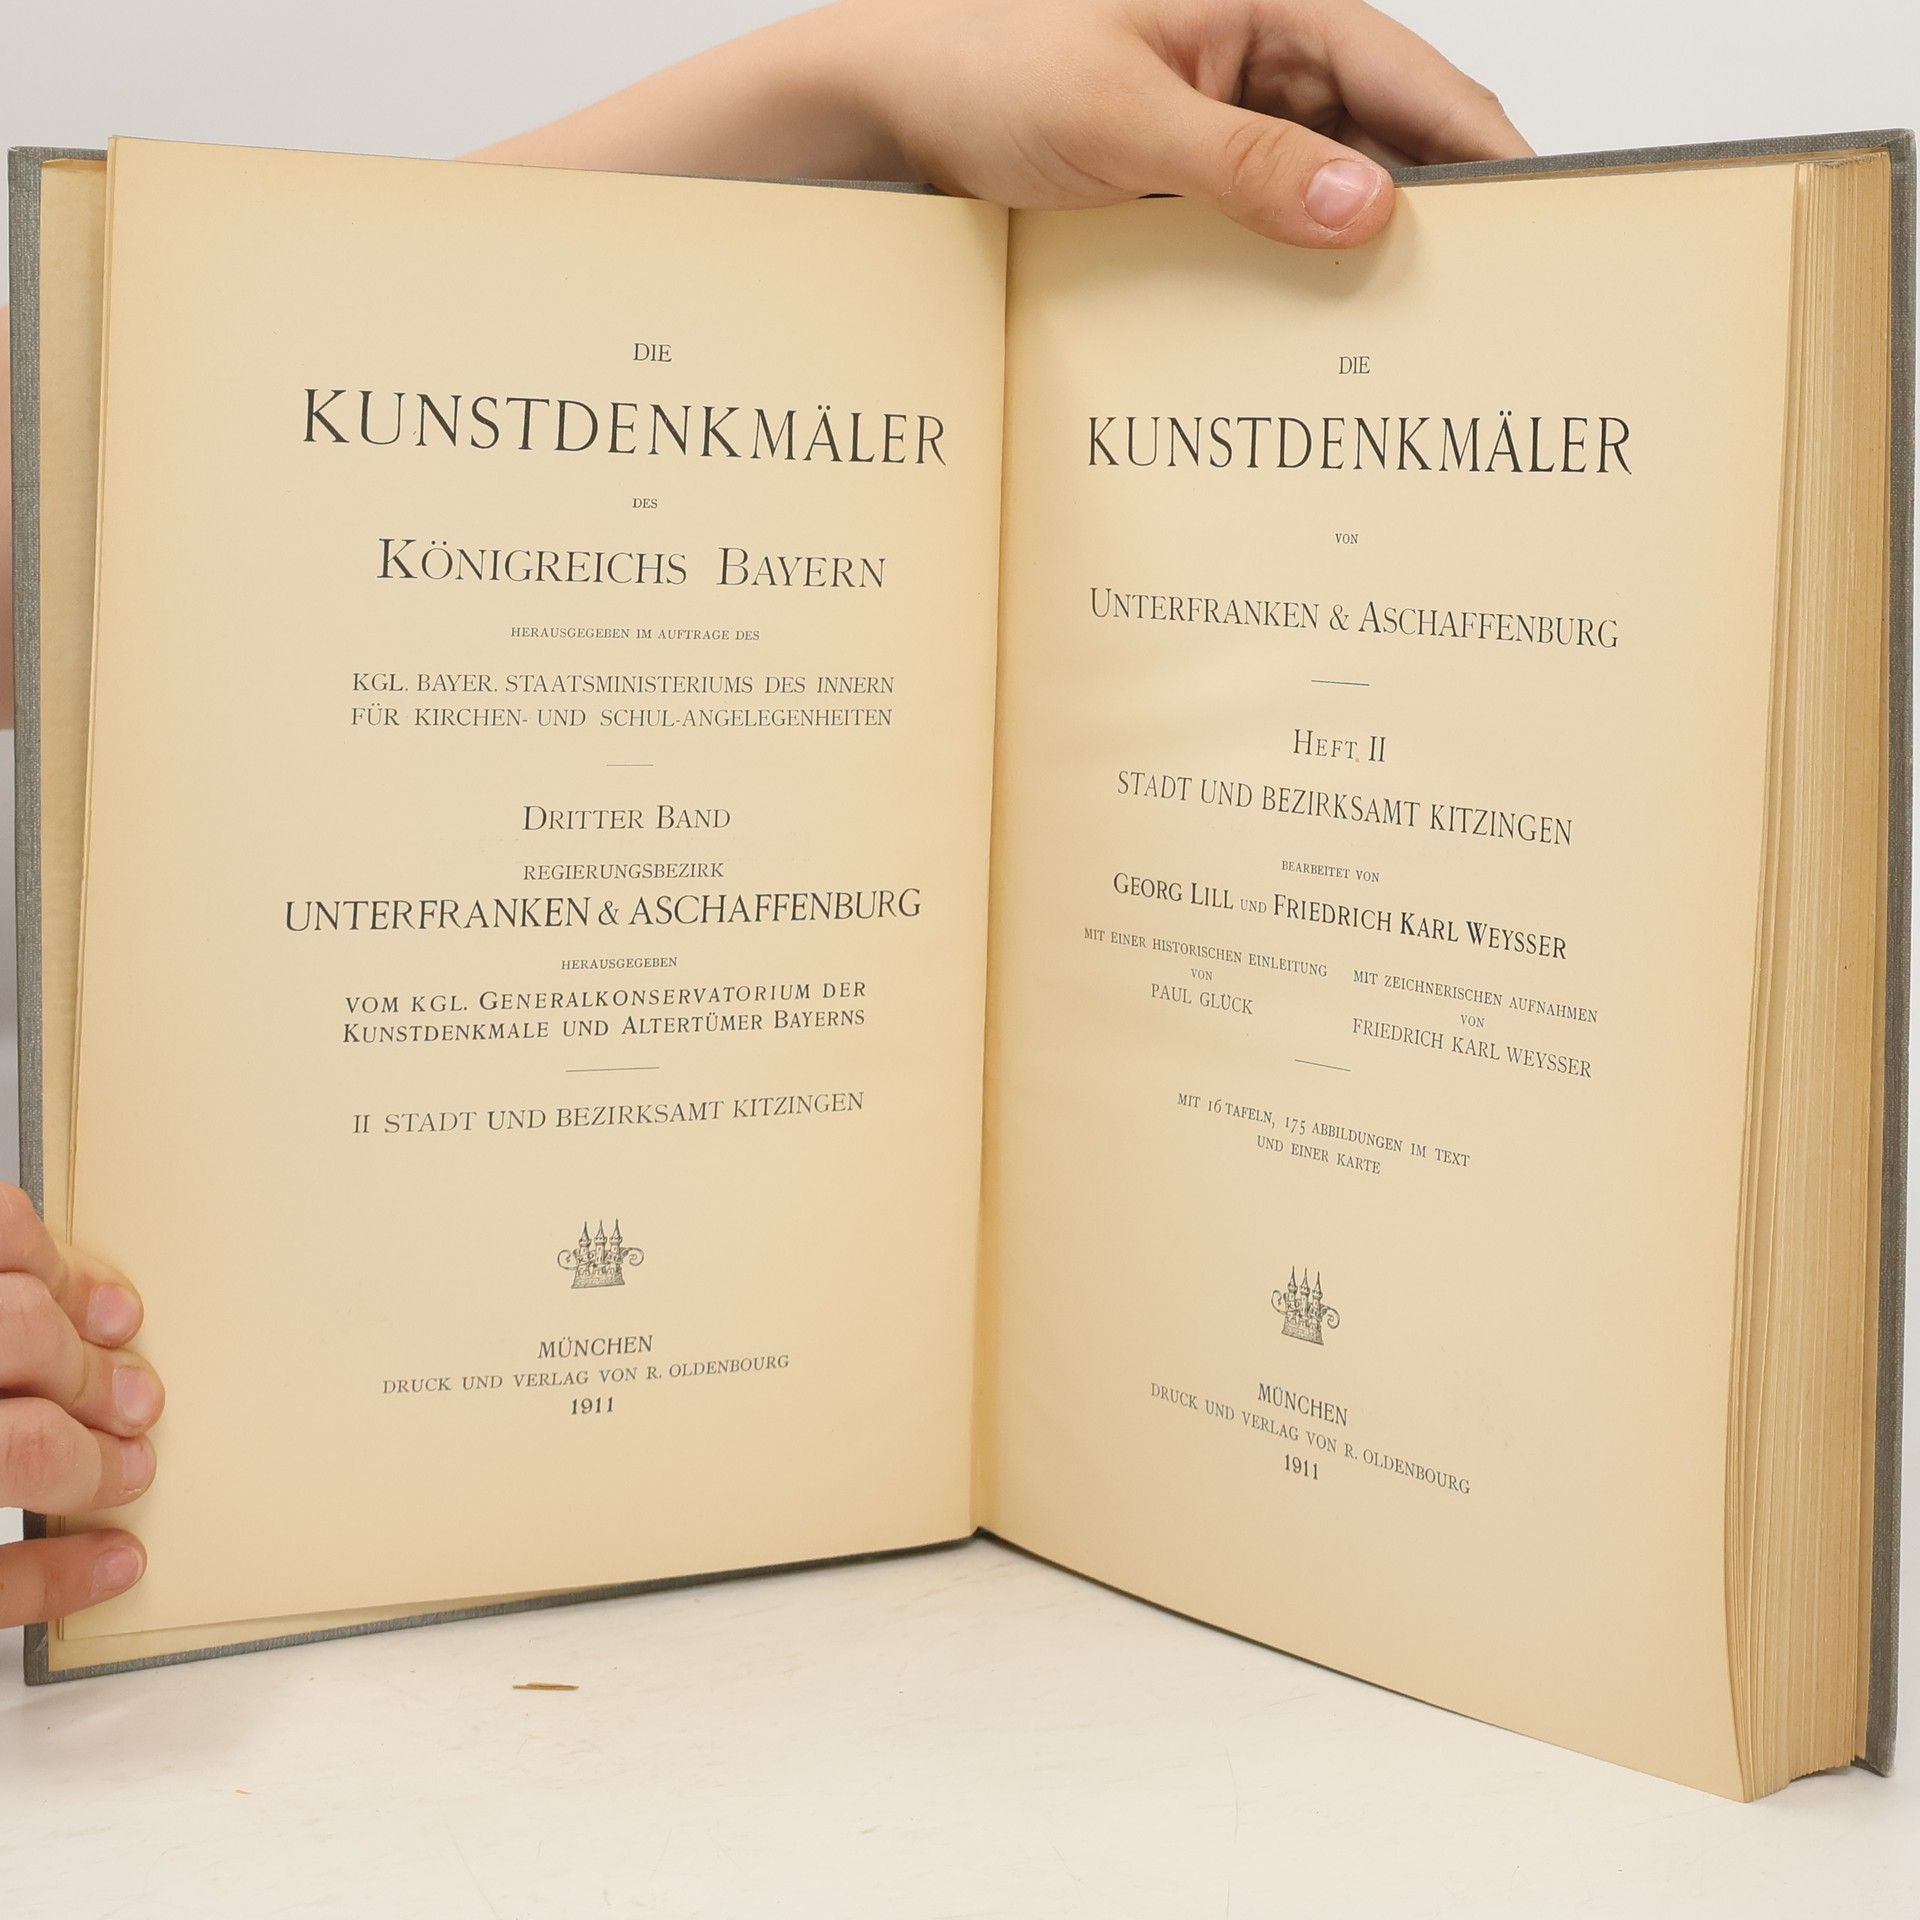 DIE
KUNSTDENKMÄLER
DES
KÖNIGREICHS BAYERN
HERAUSGEGEBEN IM AUFTRAGE DES
KGL. BAYER. STAATSMINISTERIUMS DES INNERN
FÜR KIRCHEN- UND SCHUL-ANGELEGENHEITEN
DRITTER BAND
REGIERUNGSBEZIRK
UNTERFRANKEN & ASCHAFFENBURG
HERAUSGEGEBEN
VOM KGL. GENERALKONSERVATORIUM DER
KUNSTDENKMALE UND ALTERTÜMER BAYERNS
II STADT UND BEZIRKSAMT KITZINGEN
MÜNCHEN
DRUCK UND VERLAG VON R. OLDENBOURG
1911
DIE
KUNSTDENKMÄLER
VON
UNTERFRANKEN & ASCHAFFENBURG
HEFT II
STADT UND BEZIRKSAMT KITZINGEN
BEARBEITET VON
GEORG LILL UND FRIEDRICH KARL WEYSSER
MIT EINER HISTORISCHEN EINLEITUNG
VON
PAUL GLÜCK
MIT ZEICHNERISCHEN AUFNAHMEN
VON
FRIEDRICH KARL WEYSSER
MIT 16 TAFELN, 175 ABBILDUNGEN IM TEXT
UND EINER KARTE
MÜNCHEN
DRUCK UND VERLAG VON R. OLDENBOURG
1911